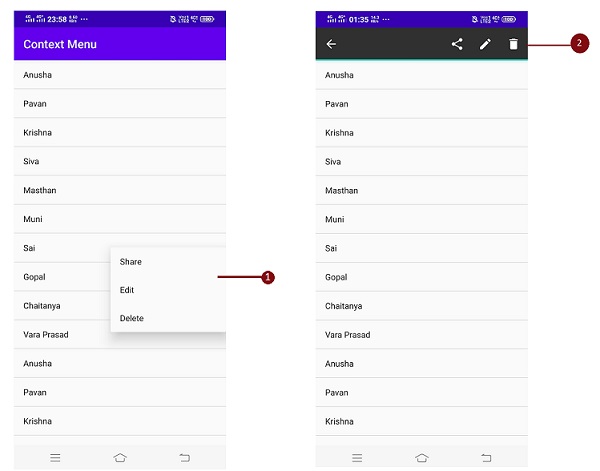 23:58
Context Menu
Anusha
Pavan
Krishna
Siva
Masthan
Muni
Sai
Gopal
Chaitanya
Vara Prasad
Anusha
Pavan
Krishna
Share
Edit
Delete
1
01:35
2
Anusha
Pavan
Krishna
Siva
Masthan
Muni
Sai
Gopal
Chaitanya
Vara Prasad
Anusha
Pavan
Krishna